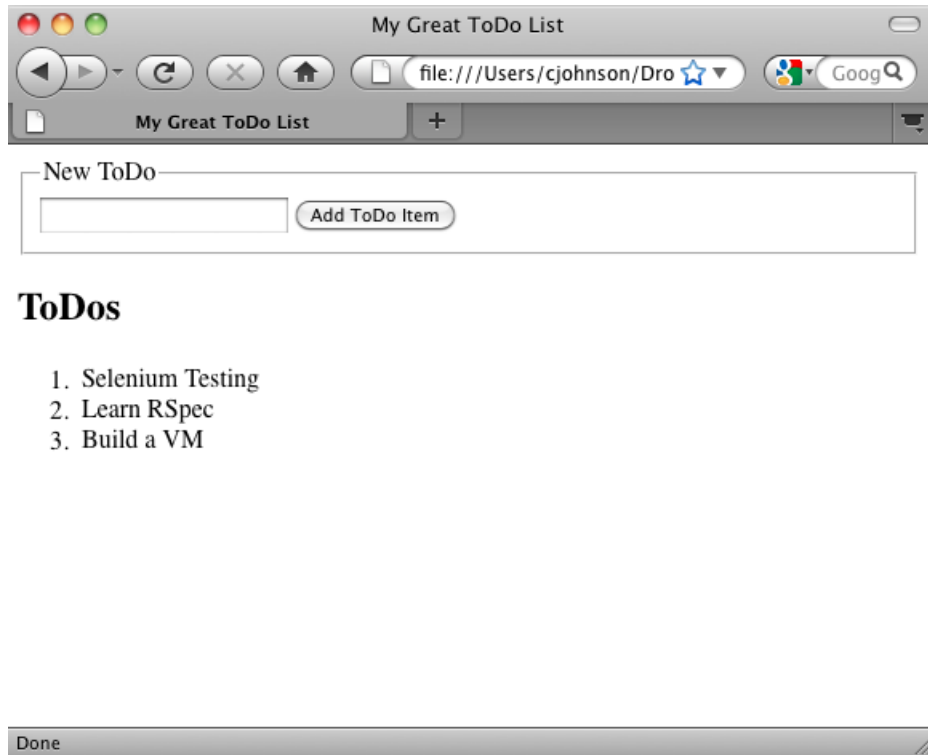 My Great ToDo List
file:///Users/cjohnson/Dro
Goog
My Great ToDo List
New ToDo
Add ToDo Item
ToDos
1. Selenium Testing
2. Learn RSpec
3. Build a VM
Done